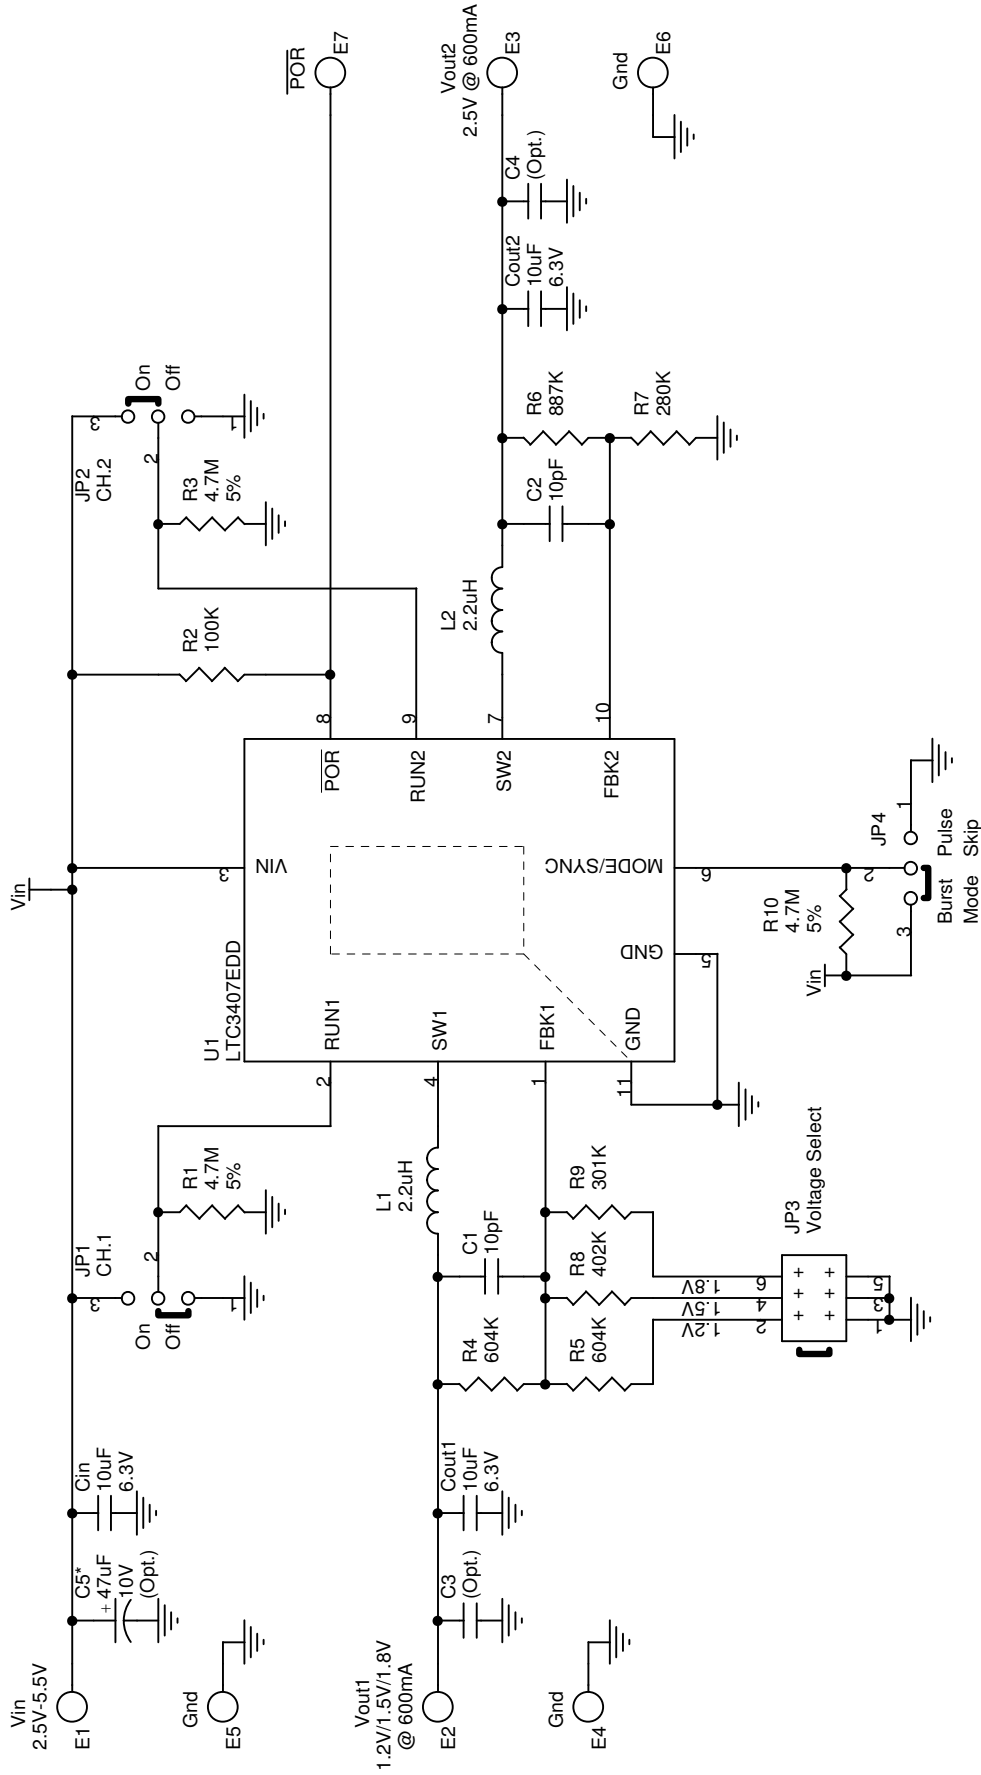 Vin
2.5V-5.5V
E1
C5*
+
47uF
10V
(Opt.)
Cin
10uF
6.3V
Gnd
E5
JP1
CH.1
3
2
1
On
Off
R1
4.7M
5%
Vin
U1
LTC3407EDD
2
RUN1
4
SW1
1
FBK1
11
GND
3
VIN
GND
5
MODE/SYNC
6
POR
8
RUN2
9
SW2
7
FBK2
10
R2
100K
JP2
CH.2
3
2
1
On
Off
R3
4.7M
5%
POR
E7
Vout1
1.2V/1.5V/1.8V
@ 600mA
E2
C3
(Opt.)
Cout1
10uF
6.3V
Gnd
E4
R4
604K
C1
10pF
L1
2.2uH
R5
604K
R8
402K
R9
301K
1.2V
1.5V
1.8V
2
4
6
+ + +
+ + +
1
3
5
JP3
Voltage Select
Vin
R10
4.7M
5%
3
2
1
JP4
Burst
Mode
Pulse
Skip
L2
2.2uH
C2
10pF
R6
887K
R7
280K
Cout2
10uF
6.3V
C4
(Opt.)
Vout2
2.5V @ 600mA
E3
Gnd
E6